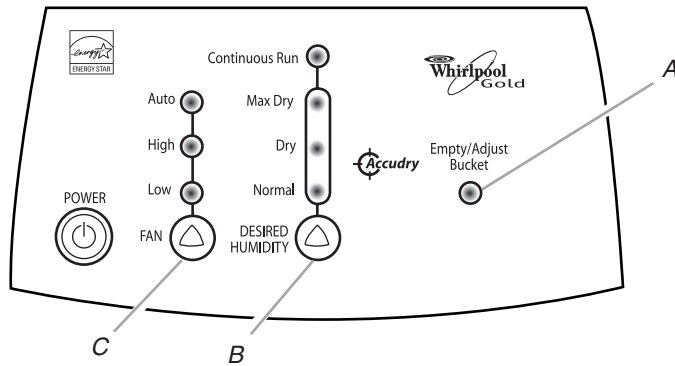 energy
ENERGY STAR
Continuous Run
Whirlpool
Gold
A
Auto
Max Dry
High
Dry
Accudry
Empty/Adjust
Bucket
Low
Normal
POWER
FAN
DESIRED
HUMIDITY
C
B